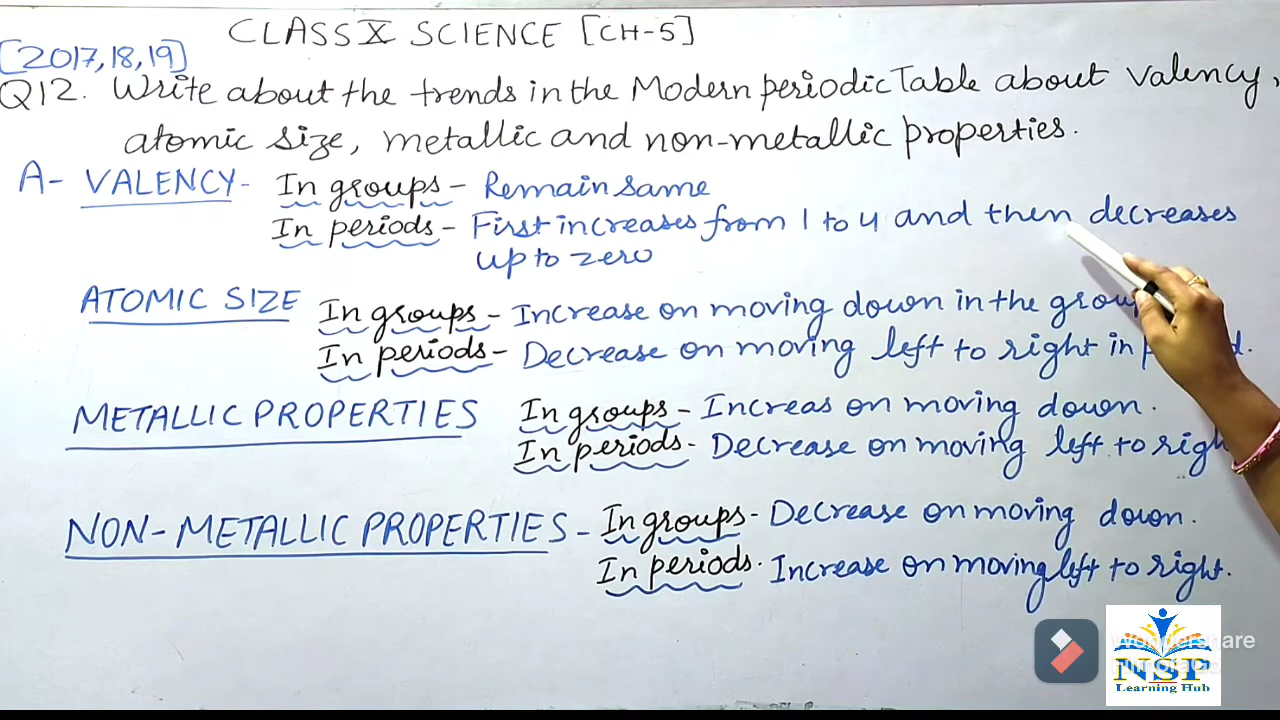 CLASS X SCIENCE [CH-5]
[2017,18,19]
Q12. Write about the trends in the Modern periodic Table about Valency,
atomic size, metallic and non-metallic properties.
A- VALENCY- In groups - Remain same
In periods - First increases from 1 to 4 and then decreases
up to zero
ATOMIC SIZE In groups - Increase on moving down in the group
In periods - Decrease on moving left to right in
METALLIC PROPERTIES In groups - Increas on moving down.
In periods - Decrease on moving left to right
NON-METALLIC PROPERTIES - In groups - Decrease on moving down.
In periods. Increase on moving left to right.
Wondershare
NSP
Learning Hub